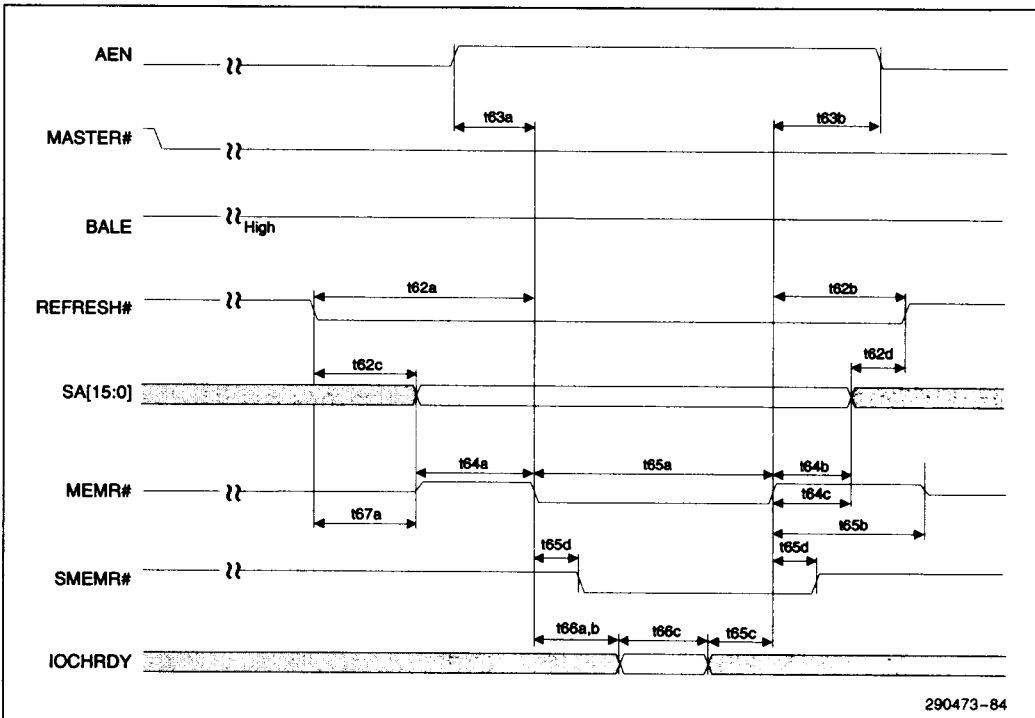 AEN
t63a
t63b
MASTER#
BALE
High
t62a
t62b
REFRESH#
t62c
t62d
SA[15:0]
t64a
t65a
t64b
MEMR#
t64c
t67a
t65b
t65d
t65d
SMEMR#
t66a,b
t66c
t65c
IOCHRDY
290473-84